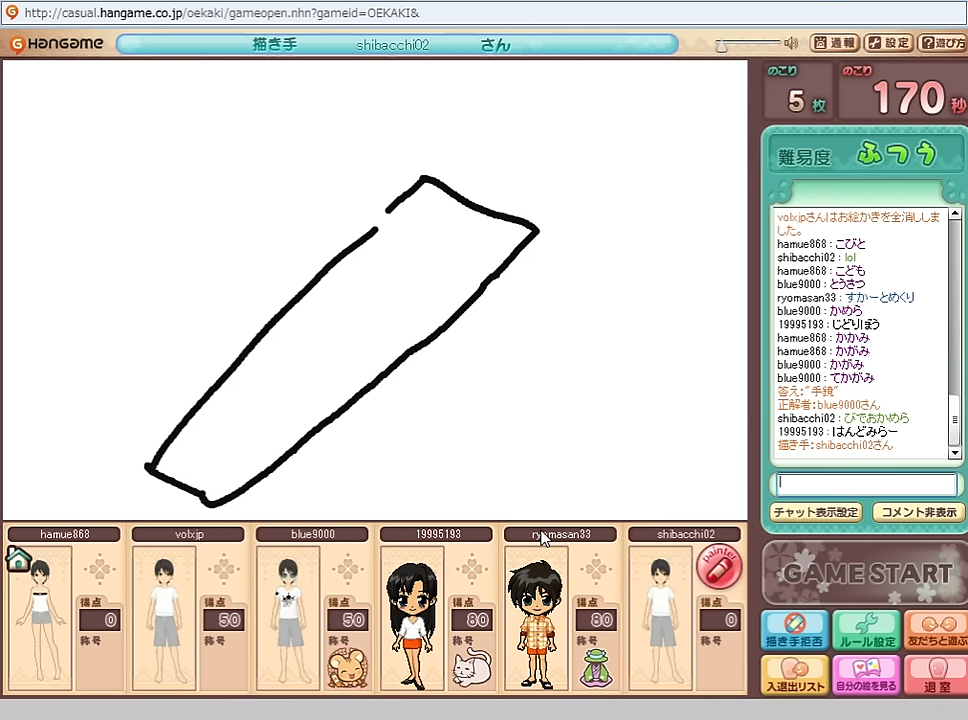 http://casual.hangame.co.jp/oekaki/gameopen.nhn?gameid=OEKAKI&
HANGAME
描き手 shibacchi02 さん
通報
設定
遊び方
のこり
5枚
のこり
170秒
難易度 ふつう
volxjpさんはお絵かきを全消ししま
した。
hamue868 : こびと
shibacchi02 : lol
hamue868 : こども
blue9000 : とうさつ
ryomasan33 : すかーとめくり
blue9000 : かめら
19995193 : じどりぼう
hamue868 : かかみ
hamue868 : かがみ
blue9000 : かがみ
blue9000 : てかがみ
答え:"手鏡"
正解者:blue9000さん
shibacchi02 : びでおかめら
19995193 : はんどみらー
描き手:shibacchi02さん
チャット表示設定
コメント非表示
GAME START
描き手拒否
ルール設定
友だちと遊ぶ
入退出リスト
自分の絵を見る
退室
hamue868
得点
0
称号
volxjp
得点
50
称号
blue9000
得点
50
称号
19995193
得点
80
称号
ryomasan33
得点
80
称号
shibacchi02
painter
得点
0
称号